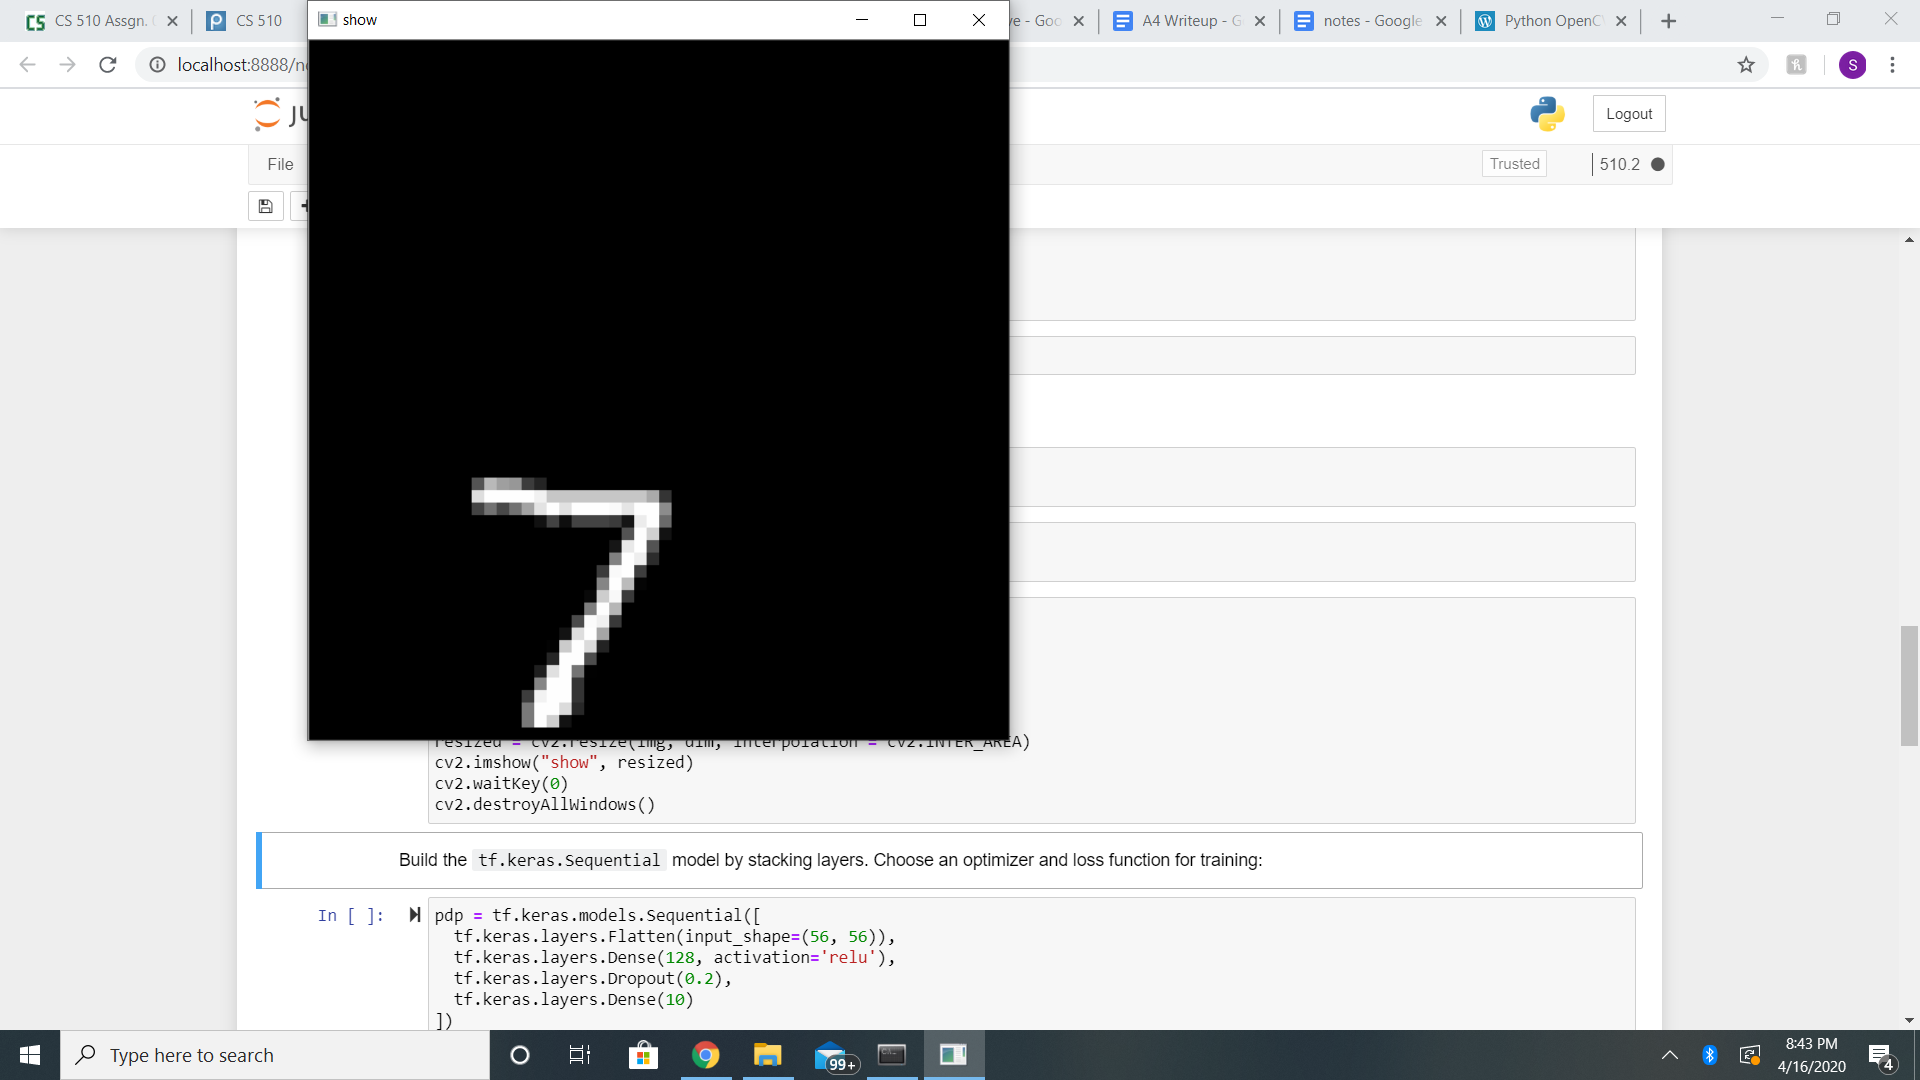 CS 510 Assgn.
CS 510
ve - Goo
A4 Writeup - G
notes - Google
Python OpenC
show
localhost:8888/n
S
Logout
File
Trusted
510.2
resized = cv2.resize(img, dim, interpolation = cv2.INTER_AREA)
cv2.imshow("show", resized)
cv2.waitKey(0)
cv2.destroyAllWindows()
7
Build the tf.keras.Sequential model by stacking layers. Choose an optimizer and loss function for training:
In [ ]:
pdp = tf.keras.models.Sequential([
tf.keras.layers.Flatten(input_shape=(56, 56)),
tf.keras.layers.Dense(128, activation='relu'),
tf.keras.layers.Dropout(0.2),
tf.keras.layers.Dense(10)
])
Type here to search
99+
8:43 PM
4/16/2020
4